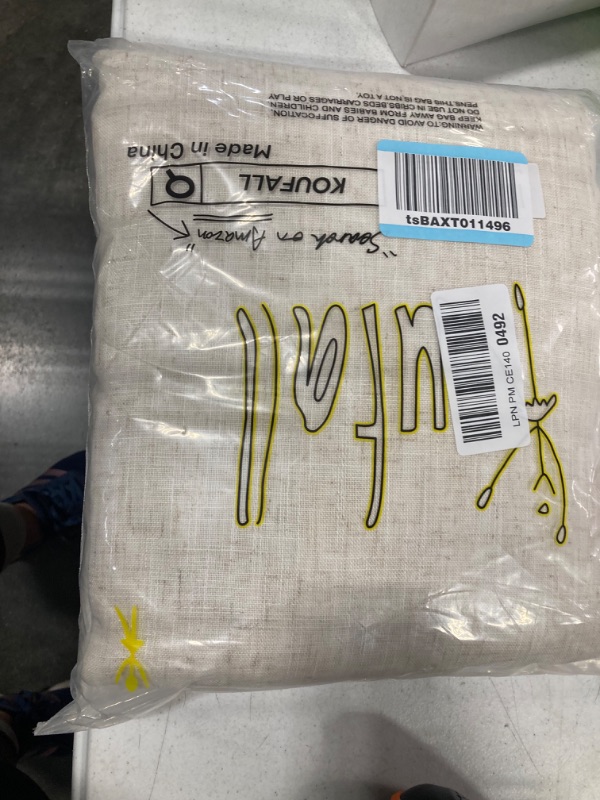 ufall
"Search on Amazon"
KOUFALL
Made in China
WARNING:TO AVOID DANGER OF SUFFOCATION,
KEEP BAG AWAY FROM BABIES AND CHILDREN.
DO NOT USE IN CRIBS.BEDS CARRIAGES OR PLAY
PENS.THIS BAG IS NOT A TOY.
tsBAXT011496
LPN PM CE140 0492